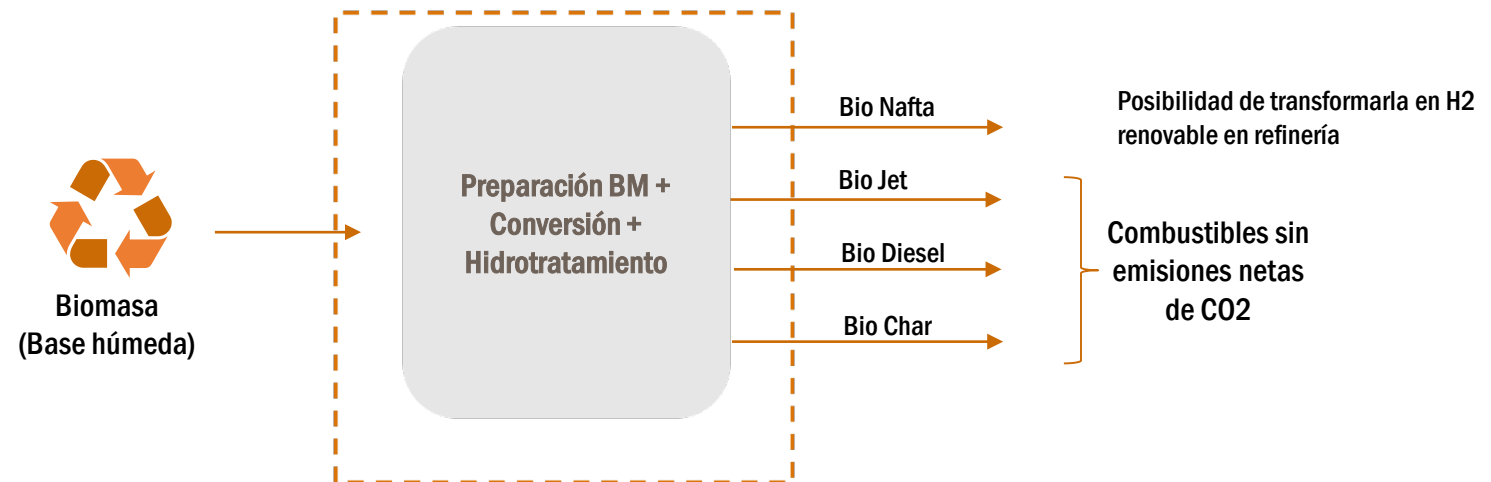 Biomasa
(Base húmeda)
Preparación BM +
Conversión +
Hidrotratamiento
Bio Nafta
Bio Jet
Bio Diesel
Bio Char
Posibilidad de transformarla en H2
renovable en refinería
Combustibles sin
emisiones netas
de CO2